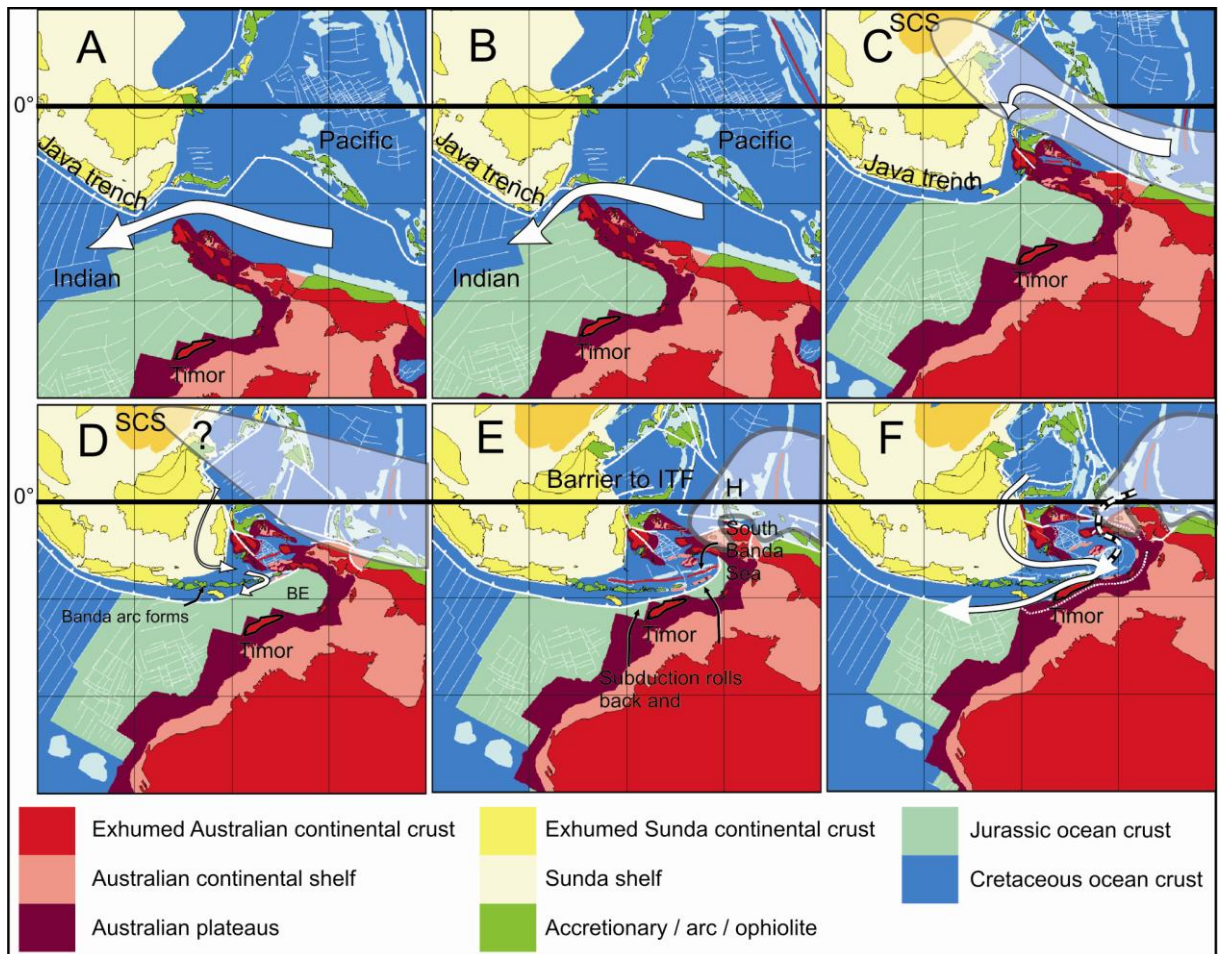 A
0°
Java trench
Pacific
Indian
Timor
B
Pacific
Java trench
Indian
Timor
C
SCS
Java trench
Timor
D
SCS
?
0°
Banda arc forms
BE
Timor
E
Barrier to ITF
H
South
Banda
Sea
Timor
Subduction rolls
back and
F
H
H
H
H
Timor
Exhumed Australian continental crust
Australian continental shelf
Australian plateaus
Exhumed Sunda continental crust
Sunda shelf
Accretionary / arc / ophiolite
Jurassic ocean crust
Cretaceous ocean crust